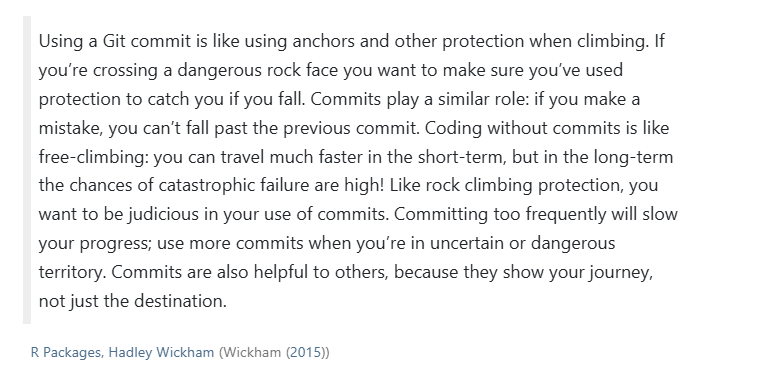 Using a Git commit is like using anchors and other protection when climbing. If
you’re crossing a dangerous rock face you want to make sure you’ve used
protection to catch you if you fall. Commits play a similar role: if you make a
mistake, you can’t fall past the previous commit. Coding without commits is like
free-climbing: you can travel much faster in the short-term, but in the long-term
the chances of catastrophic failure are high! Like rock climbing protection, you
want to be judicious in your use of commits. Committing too frequently will slow
your progress; use more commits when you’re in uncertain or dangerous
territory. Commits are also helpful to others, because they show your journey,
not just the destination.
R Packages, Hadley Wickham (Wickham (2015))